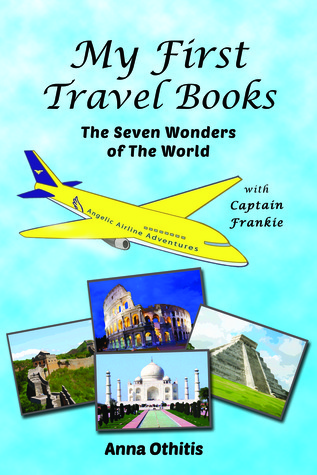 My First
Travel Books
The Seven Wonders
of The World
with
Captain
Frankie
Angelic Airline Adventures
Anna Othitis